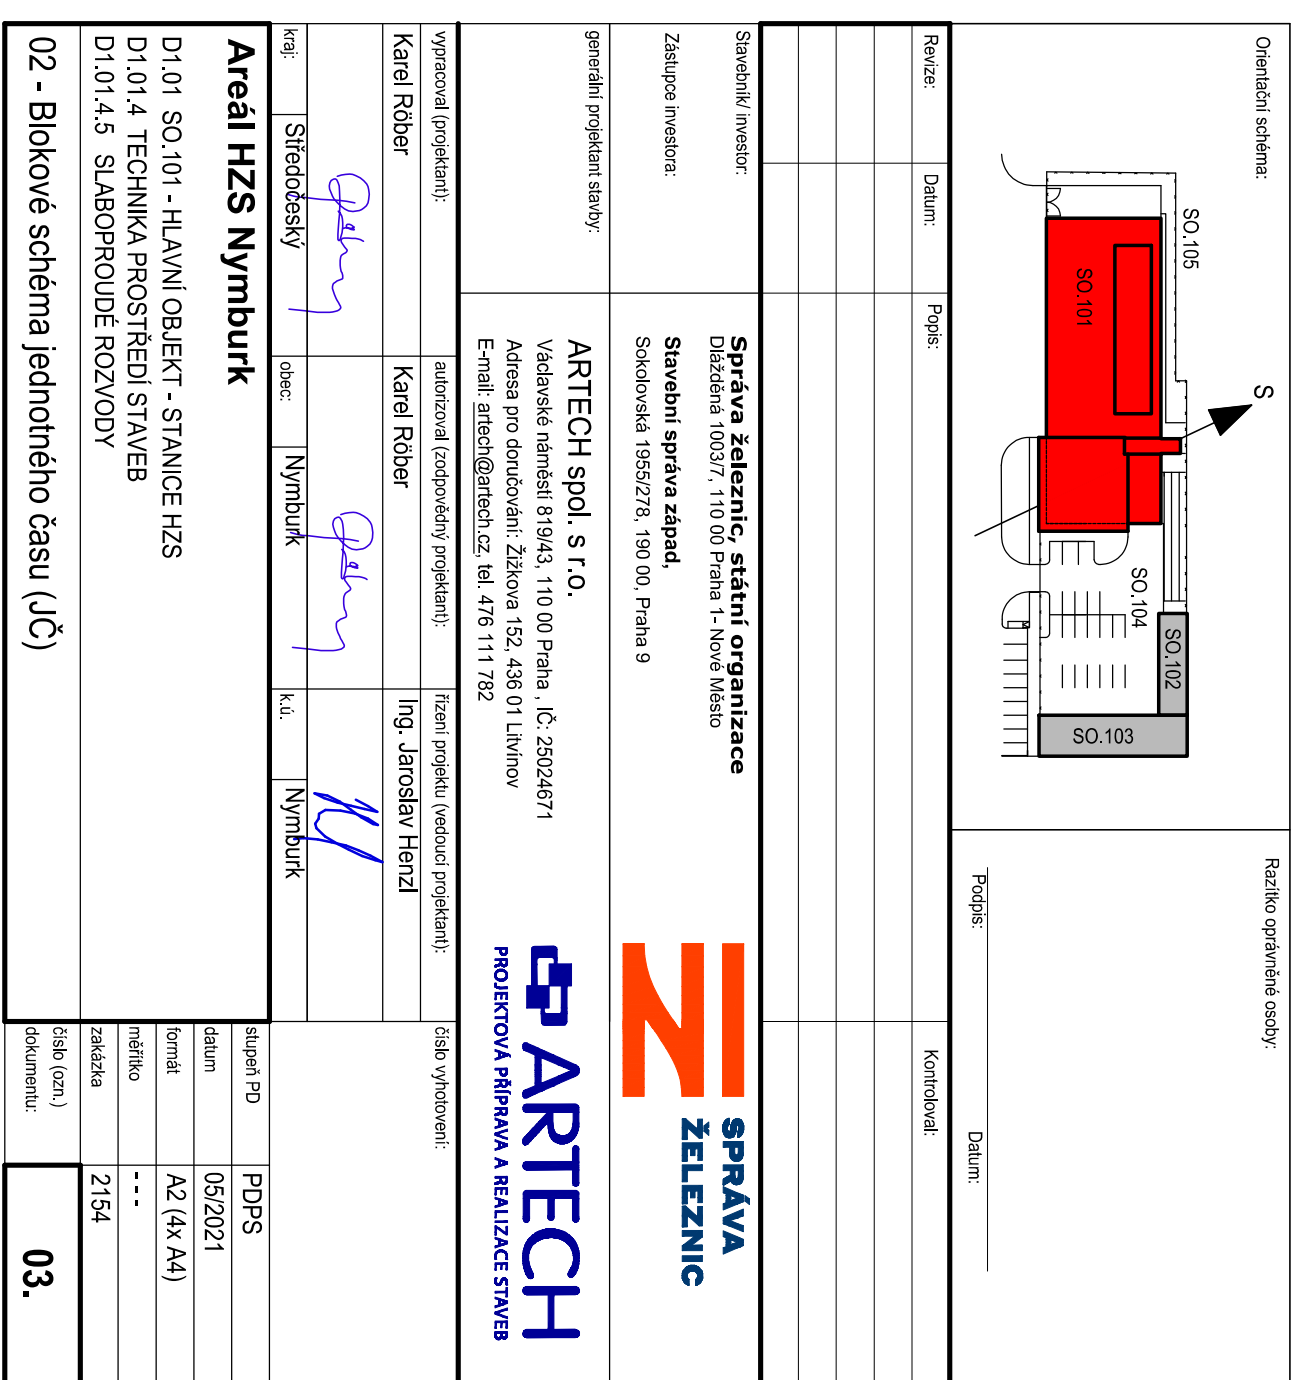 Orientační schéma:
SO.105
S
SO.101
SO.104
SO.102
SO.103
Razítko oprávněné osoby:
Podpis:
Datum:
Revize:
Datum:
Popis:
Kontroloval:
Stavebník/ investor:
Správa železnic, státní organizace
Dlážděná 1003/7, 110 00 Praha 1- Nové Město
Zástupce investora:
Stavební správa západ,
Sokolovská 1955/278, 190 00, Praha 9
SPRÁVA
ŽELEZNIC
generální projektant stavby:
ARTECH spol. s r.o.
Václavské náměstí 819/43, 110 00 Praha , IČ: 25024671
Adresa pro doručování: Žižkova 152, 436 01 Litvínov
E-mail: artech@artech.cz, tel. 476 111 782
ARTECH
PROJEKTOVÁ PŘÍPRAVA A REALIZACE STAVEB
vypracoval (projektant):
autorizoval (zodpovědný projektant):
řízení projektu (vedoucí projektant):
číslo vyhotovení:
Karel Röber
Karel Röber
Ing. Jaroslav Henzl
kraj:
Středočeský
obec:
Nymburk
k.ú.
Nymburk
Areál HZS Nymburk
D1.01 SO.101 - HLAVNÍ OBJEKT - STANICE HZS
D1.01.4 TECHNIKA PROSTŘEDÍ STAVEB
D1.01.4.5 SLABOPROUDÉ ROZVODY
stupeň PD
PDPS
datum
05/2021
formát
A2 (4x A4)
měřítko
---
zakázka
2154
02 - Blokové schéma jednotného času (JČ)
číslo (ozn.)
dokumentu:
03.